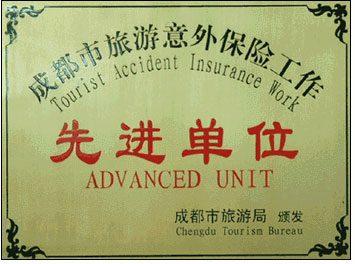 成都市旅游意外保险工作
Tourist Accident Insurance Work
先进单位
ADVANCED UNIT
成都市旅游局 颁发
Chengdu Tourism Bureau